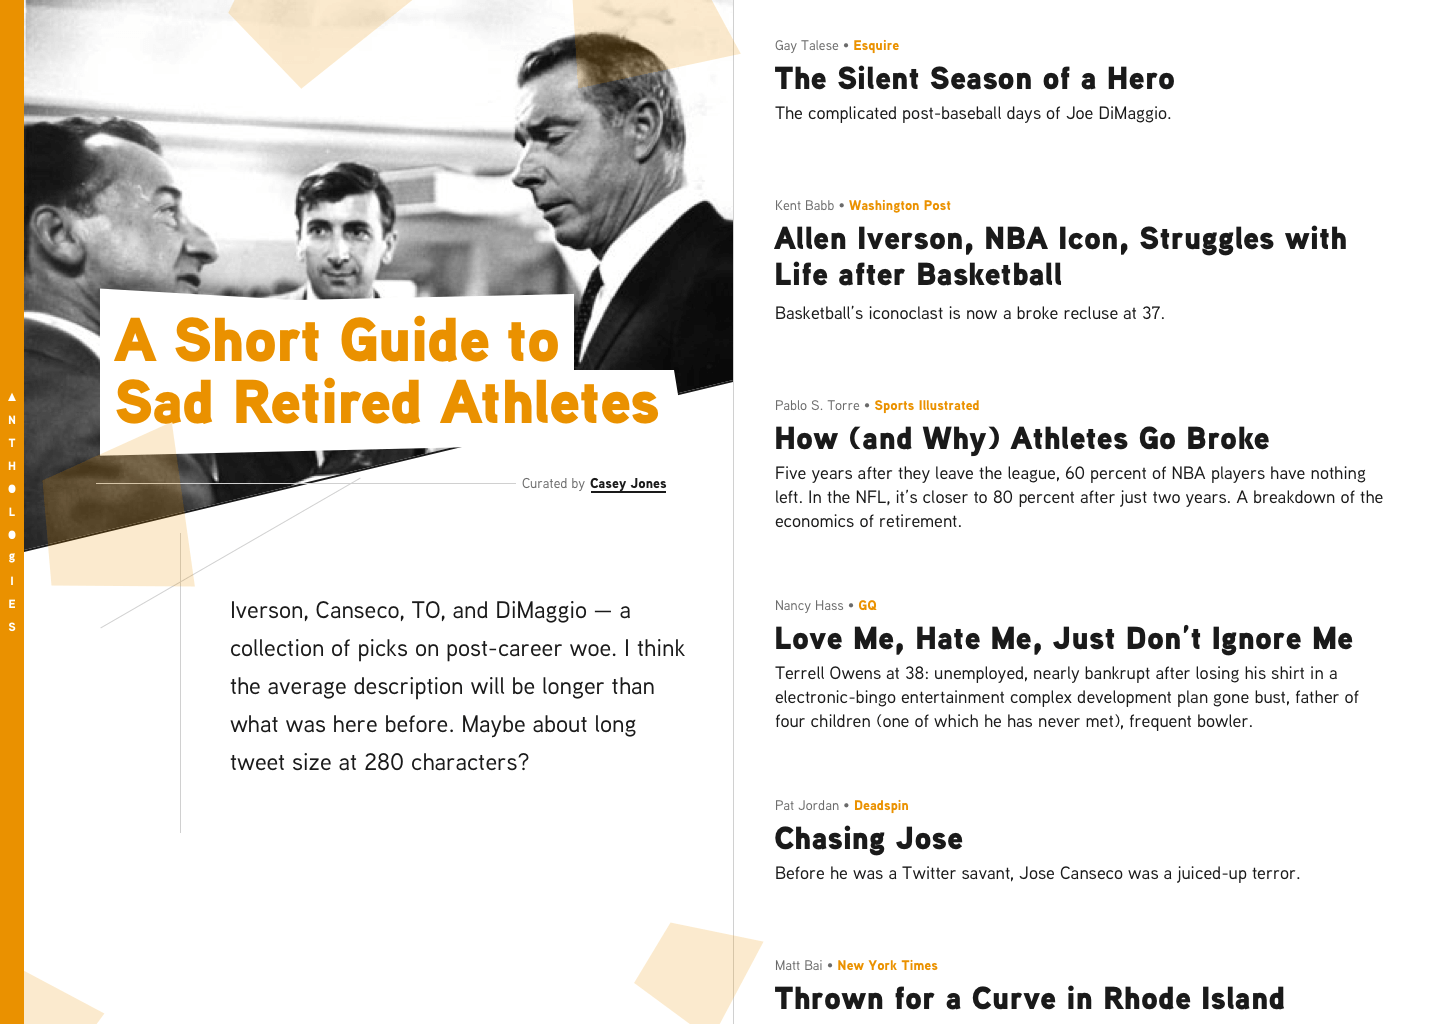 ANTHOLOgIES
A Short Guide to
Sad Retired Athletes
Curated by Casey Jones
Iverson, Canseco, TO, and DiMaggio — a
collection of picks on post-career woe. I think
the average description will be longer than
what was here before. Maybe about long
tweet size at 280 characters?
Gay Talese • Esquire
The Silent Season of a Hero
The complicated post-baseball days of Joe DiMaggio.
Kent Babb • Washington Post
Allen Iverson, NBA Icon, Struggles with
Life after Basketball
Basketball's iconoclast is now a broke recluse at 37.
Pablo S. Torre • Sports Illustrated
How (and Why) Athletes Go Broke
Five years after they leave the league, 60 percent of NBA players have nothing
left. In the NFL, it's closer to 80 percent after just two years. A breakdown of the
economics of retirement.
Nancy Hass • GQ
Love Me, Hate Me, Just Don't Ignore Me
Terrell Owens at 38: unemployed, nearly bankrupt after losing his shirt in a
electronic-bingo entertainment complex development plan gone bust, father of
four children (one of which he has never met), frequent bowler.
Pat Jordan • Deadspin
Chasing Jose
Before he was a Twitter savant, Jose Canseco was a juiced-up terror.
Matt Bai • New York Times
Thrown for a Curve in Rhode Island